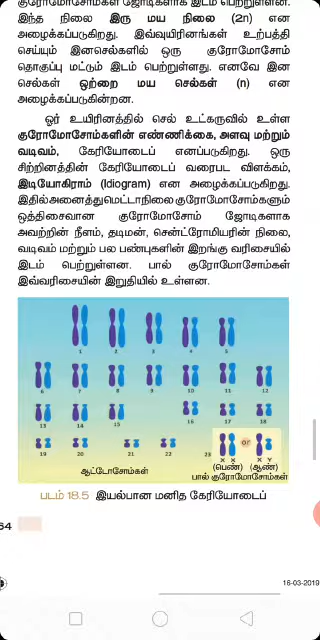 குரோமோசோம்கள் ஜோடிகளாக இடம் பெற்றுள்ளன.
இந்த நிலை இரு மய நிலை (2n) என
அழைக்கப்படுகிறது. இவ்வுயிரினங்கள் உற்பத்தி
செய்யும் இனசெல்களில் ஒரு குரோமோசோம்
தொகுப்பு மட்டும் இடம் பெற்றுள்ளது. எனவே இன
செல்கள் ஒற்றை மய செல்கள் (n) என
அழைக்கப்படுகின்றன.
ஓர் உயிரினத்தில் செல் உட்கருவில் உள்ள
குரோமோசோம்களின் எண்ணிக்கை, அளவு மற்றும்
வடிவம், கேரியோடைப் எனப்படுகிறது. ஒரு
சிற்றினத்தின் கேரியோடைப் வரைபட விளக்கம்,
இடியோகிராம் (Idiogram) என அழைக்கப்படுகிறது.
இதில்அனைத்துமெட்டாநிலைகுரோமோசோம்களும்
ஒத்திசைவான குரோமோசோம் ஜோடிகளாக
அவற்றின் நீளம், தடிமன், சென்ட்ரோமியரின் நிலை,
வடிவம் மற்றும் பல பண்புகளின் இறங்கு வரிசையில்
இடம் பெற்றுள்ளன. பால் குரோமோசோம்கள்
இவ்வரிசையின் இறுதியில் உள்ளன.
1 2 3 4 5
6 7 8 9 10 11 12
13 14 15 16 17 18
19 20 21 22 23
or
X X X Y
(பெண்) (ஆண்)
ஆட்டோசோம்கள்
பால் குரோமோசோம்கள்
படம் 18.5 இயல்பான மனித கேரியோடைப்
64
16-03-2019